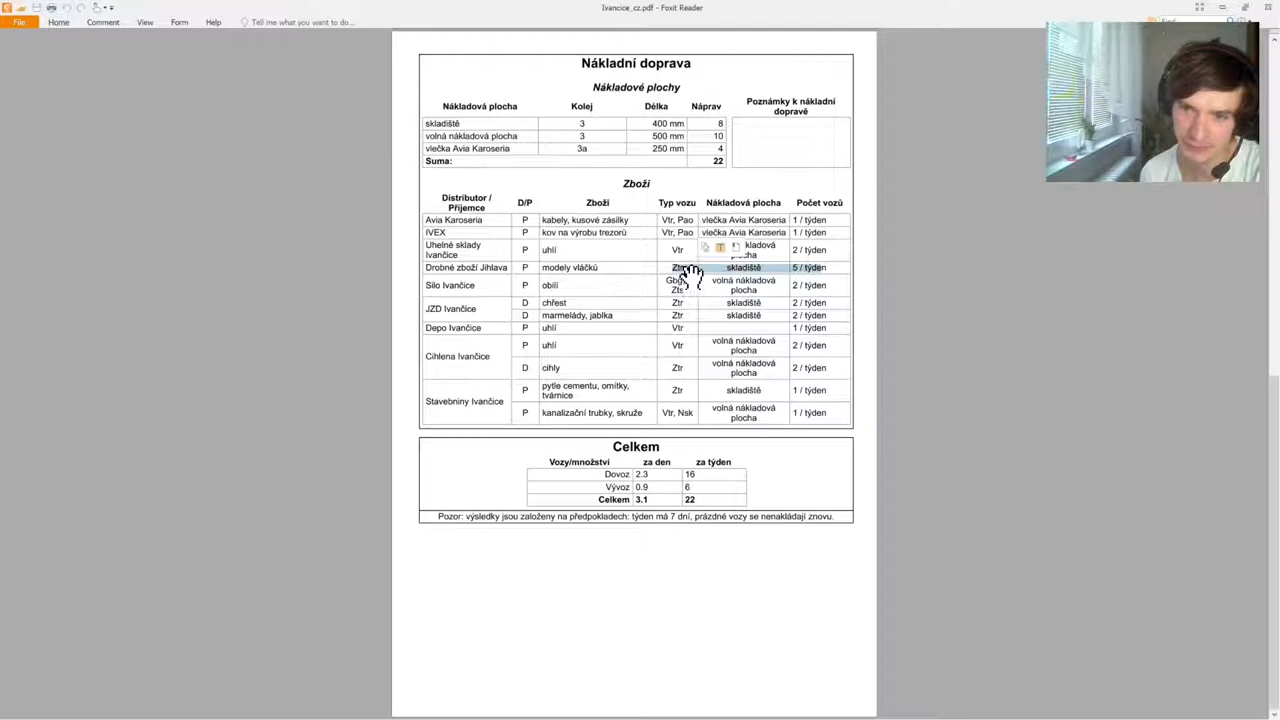 Ivancice_cz.pdf - Foxit Reader
File Home Comment View Form Help Tell me what you want to do...
Nákladní doprava
Nákladové plochy
Nákladová plocha Kolej Délka Náprav
skladiště 3 400 mm 8
volná nákladová plocha 3 500 mm 10
vlečka Avia Karoseria 3a 250 mm 4
Suma: 22
Poznámky k nákladní
dopravě
Zboží
Distributor /
Příjemce
D/P Zboží Typ vozu Nákladová plocha Počet vozů
Avia Karoseria P kabely, kusové zásilky Vtr, Pao vlečka Avia Karoseria 1 / týden
IVEX P kov na výrobu trezorů Vtr, Pao vlečka Avia Karoseria 1 / týden
Uhelné sklady
Ivančice
P uhlí Vtr 2 / týden
Drobné zboží Jihlava P modely vláčků skladiště 5 / týden
Silo Ivančice P obilí volná nákladová
plocha
2 / týden
JZD Ivančice D chřest Ztr skladiště 2 / týden
D marmelády, jablka Ztr skladiště 2 / týden
Depo Ivančice P uhlí Vtr 1 / týden
Cihlena Ivančice P uhlí Vtr volná nákladová
plocha
2 / týden
D cihly Ztr volná nákladová
plocha
2 / týden
Stavebniny Ivančice P pytle cementu, omítky,
tvárnice
Ztr skladiště 1 / týden
P kanalizační trubky, skruže Vtr, Nsk volná nákladová
plocha
1 / týden
Celkem
Vozy/množství za den za týden
Dovoz 2.3 16
Vývoz 0.9 6
Celkem 3.1 22
Pozor: výsledky jsou založeny na předpokladech: týden má 7 dní, prázdné vozy se nenakládají znovu.